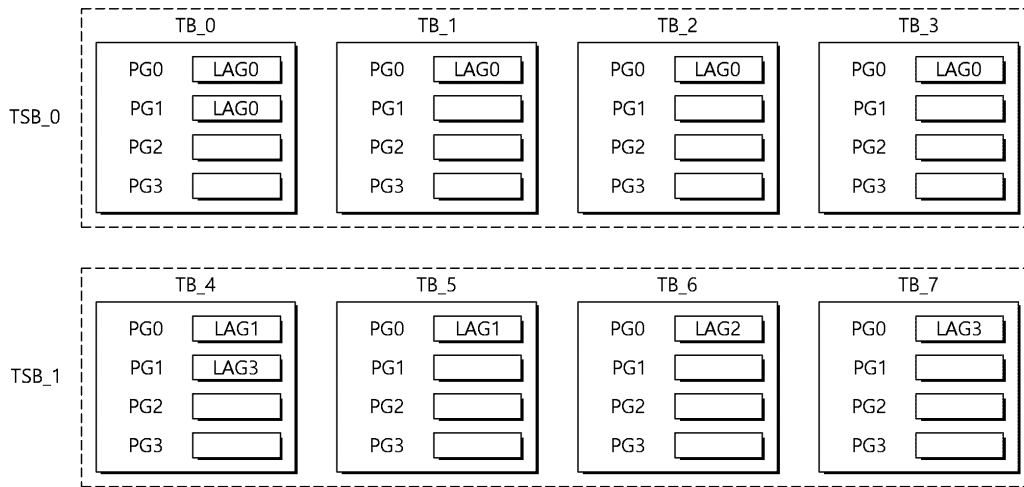 TB_0 TB_1 TB_2 TB_3
PG0 LAG0 PG0 LAG0 PG0 LAG0 PG0 LAG0
PG1 LAG0 PG1 PG1 PG1
TSB_0
PG2 PG2 PG2 PG2
PG3 PG3 PG3 PG3
TB_4 TB_5 TB_6 TB_7
PG0 LAG1 PG0 LAG1 PG0 LAG2 PG0 LAG3
PG1 LAG3 PG1 PG1 PG1
TSB_1
PG2 PG2 PG2 PG2
PG3 PG3 PG3 PG3